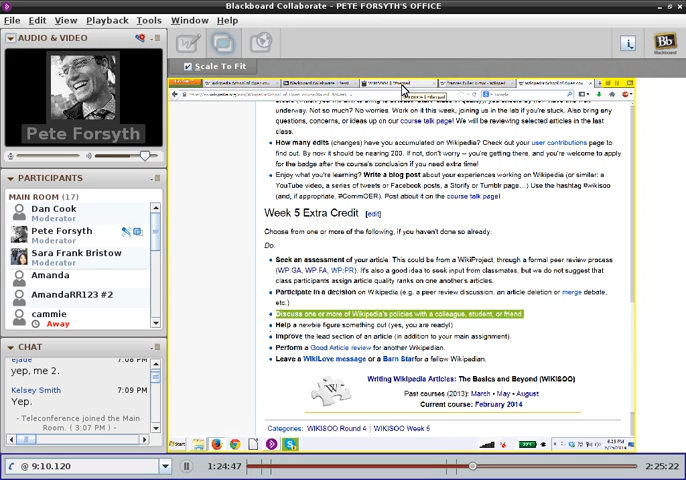 Blackboard Collaborate - PETE FORSYTH'S OFFICE
File Edit View Playback Tools Window Help
AUDIO & VIDEO
Pete Forsyth
PARTICIPANTS
MAIN ROOM (17)
Dan Cook
Moderator
Pete Forsyth
Moderator
Sara Frank Bristow
Moderator
Amanda
AmandaRR123 #2
cammie
Away
CHAT
ejade 7:08 PM
yep, me 2.
Kelsey Smith 7:09 PM
Yep.
- Teleconference joined the Main
Room. ( 3:07 PM ) -
Scale To Fit
Blackboard
underway. Not so much? No worries. Work on it this week, joining us in the lab if you're stuck. Also bring any
questions, concerns, or ideas up on our course talk page! We will be reviewing selected articles in the last
class.
How many edits (changes) have you accumulated on Wikipedia? Check out your user contributions page to
find out. By now it should be nearing 200. If not, don't worry -- you're getting there, and you're welcome to apply
for the badge after the course's conclusion if you need extra time!
Enjoy what you're learning? Write a blog post about your experiences working on Wikipedia (or similar: a
YouTube video, a series of tweets or Facebook posts, a Storify or Tumblr page...) Use the hashtag #wikisoo
(and, if appropriate, #CommOER). Post about it on the course talk page!
Week 5 Extra Credit [edit]
Choose from one or more of the following, if you haven't done so already:
Do:
Seek an assessment of your article. This could be from a WikiProject, through a formal peer review process
(WP:GA, WP:FA, WP:PR). It's also a good idea to seek input from classmates, but we do not suggest that
class participants assign article quality ranks on one another's articles.
Participate in a decision on Wikipedia (e.g. a peer review discussion, an article deletion or merge debate,
etc.)
Discuss one or more of Wikipedia's policies with a colleague, student, or friend.
Help a newbie figure something out (yes, you are ready!)
Improve the lead section of an article (in addition to your main assignment).
Perform a Good Article review for another Wikipedian.
Leave a WikiLove message or a Barn Star for a fellow Wikipedian.
Writing Wikipedia Articles: The Basics and Beyond (WIKISOO)
Past courses (2013): March • May • August
Current course: February 2014
Categories: WIKISOO Round 4 WIKISOO Week 5
Start
@ 9:10.120
1:24:47
2:25:22